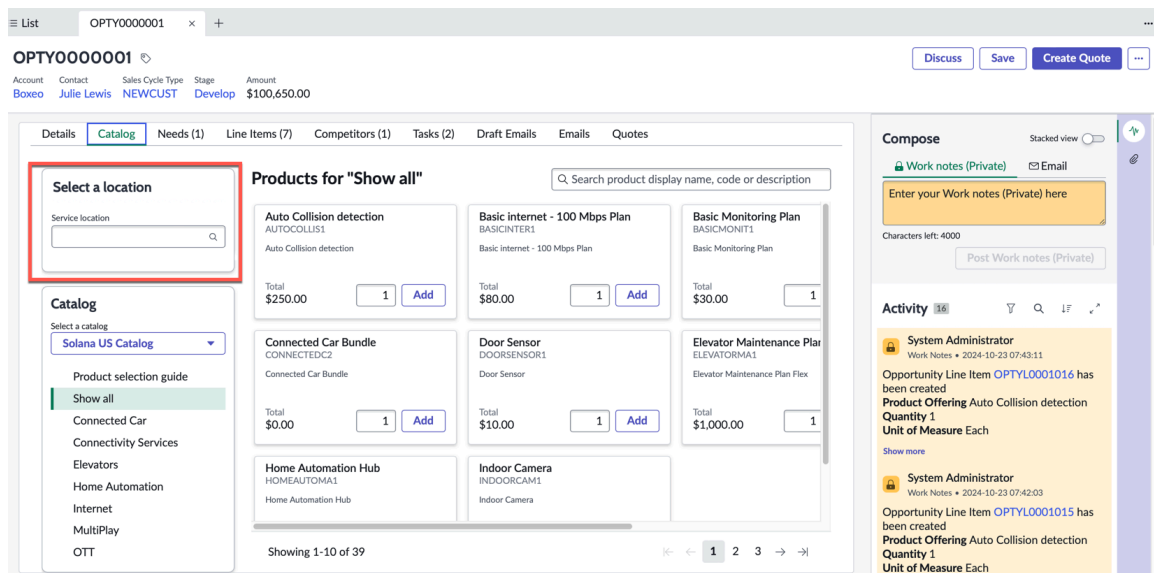 List
OPTY0000001
OPTY0000001
Discuss
Save
Create Quote
Account
Contact
Sales Cycle Type
Stage
Amount
Boxeo
Julie Lewis
NEWCUST
Develop
$100,650.00
Details
Catalog
Needs (1)
Line Items (7)
Competitors (1)
Tasks (2)
Draft Emails
Emails
Quotes
Select a location
Service location
Catalog
Select a catalog
Solana US Catalog
Product selection guide
Show all
Connected Car
Connectivity Services
Elevators
Home Automation
Internet
MultiPlay
OTT
Products for "Show all"
Search product display name, code or description
Auto Collision detection
AUTOCOLLIS1
Auto Collision detection
Total
$250.00
1
Add
Basic internet - 100 Mbps Plan
BASICINTER1
Basic internet - 100 Mbps Plan
Total
$80.00
1
Add
Basic Monitoring Plan
BASICMONIT1
Basic Monitoring Plan
Total
$30.00
1
Connected Car Bundle
CONNECTEDC2
Connected Car Bundle
Total
$0.00
1
Add
Door Sensor
DOORSENSOR1
Door Sensor
Total
$10.00
1
Add
Elevator Maintenance Plan
ELEVATORMA1
Elevator Maintenance Plan Flex
Total
$1,000.00
1
Home Automation Hub
HOMEAUTOMA1
Home Automation Hub
Indoor Camera
INDOORCAM1
Indoor Camera
Showing 1-10 of 39
1
2
3
Compose
Stacked view
Work notes (Private)
Email
Enter your Work notes (Private) here
Characters left: 4000
Post Work notes (Private)
Activity 16
System Administrator
Work Notes • 2024-10-23 07:43:11
Opportunity Line Item OPTYL0001016 has
been created
Product Offering Auto Collision detection
Quantity 1
Unit of Measure Each
Show more
System Administrator
Work Notes • 2024-10-23 07:42:03
Opportunity Line Item OPTYL0001015 has
been created
Product Offering Auto Collision detection
Quantity 1
Unit of Measure Each